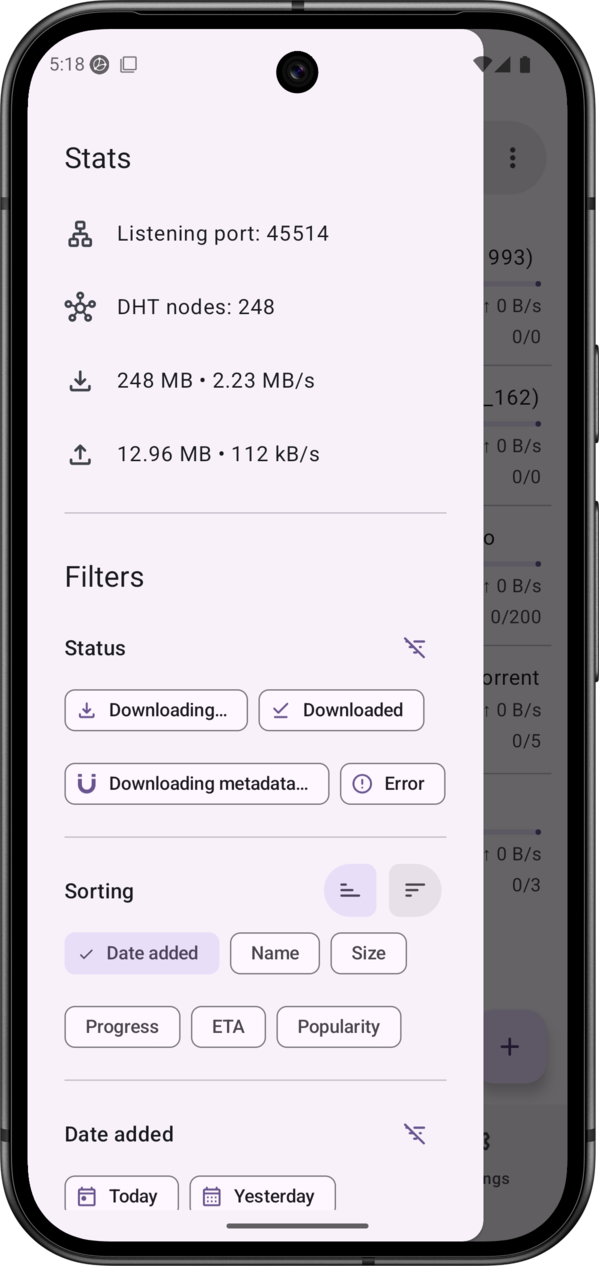 5:18
Stats
Listening port: 45514
DHT nodes: 248
248 MB • 2.23 MB/s
12.96 MB • 112 kB/s
Filters
Status
Downloading... Downloaded
Downloading metadata... Error
Sorting
Date added Name Size
Progress ETA Popularity
Date added
Today Yesterday
993)
↑ 0 B/s
0/0
_162)
↑ 0 B/s
0/0
o
↑ 0 B/s
0/200
orrent
↑ 0 B/s
0/5
↑ 0 B/s
0/3
ngs